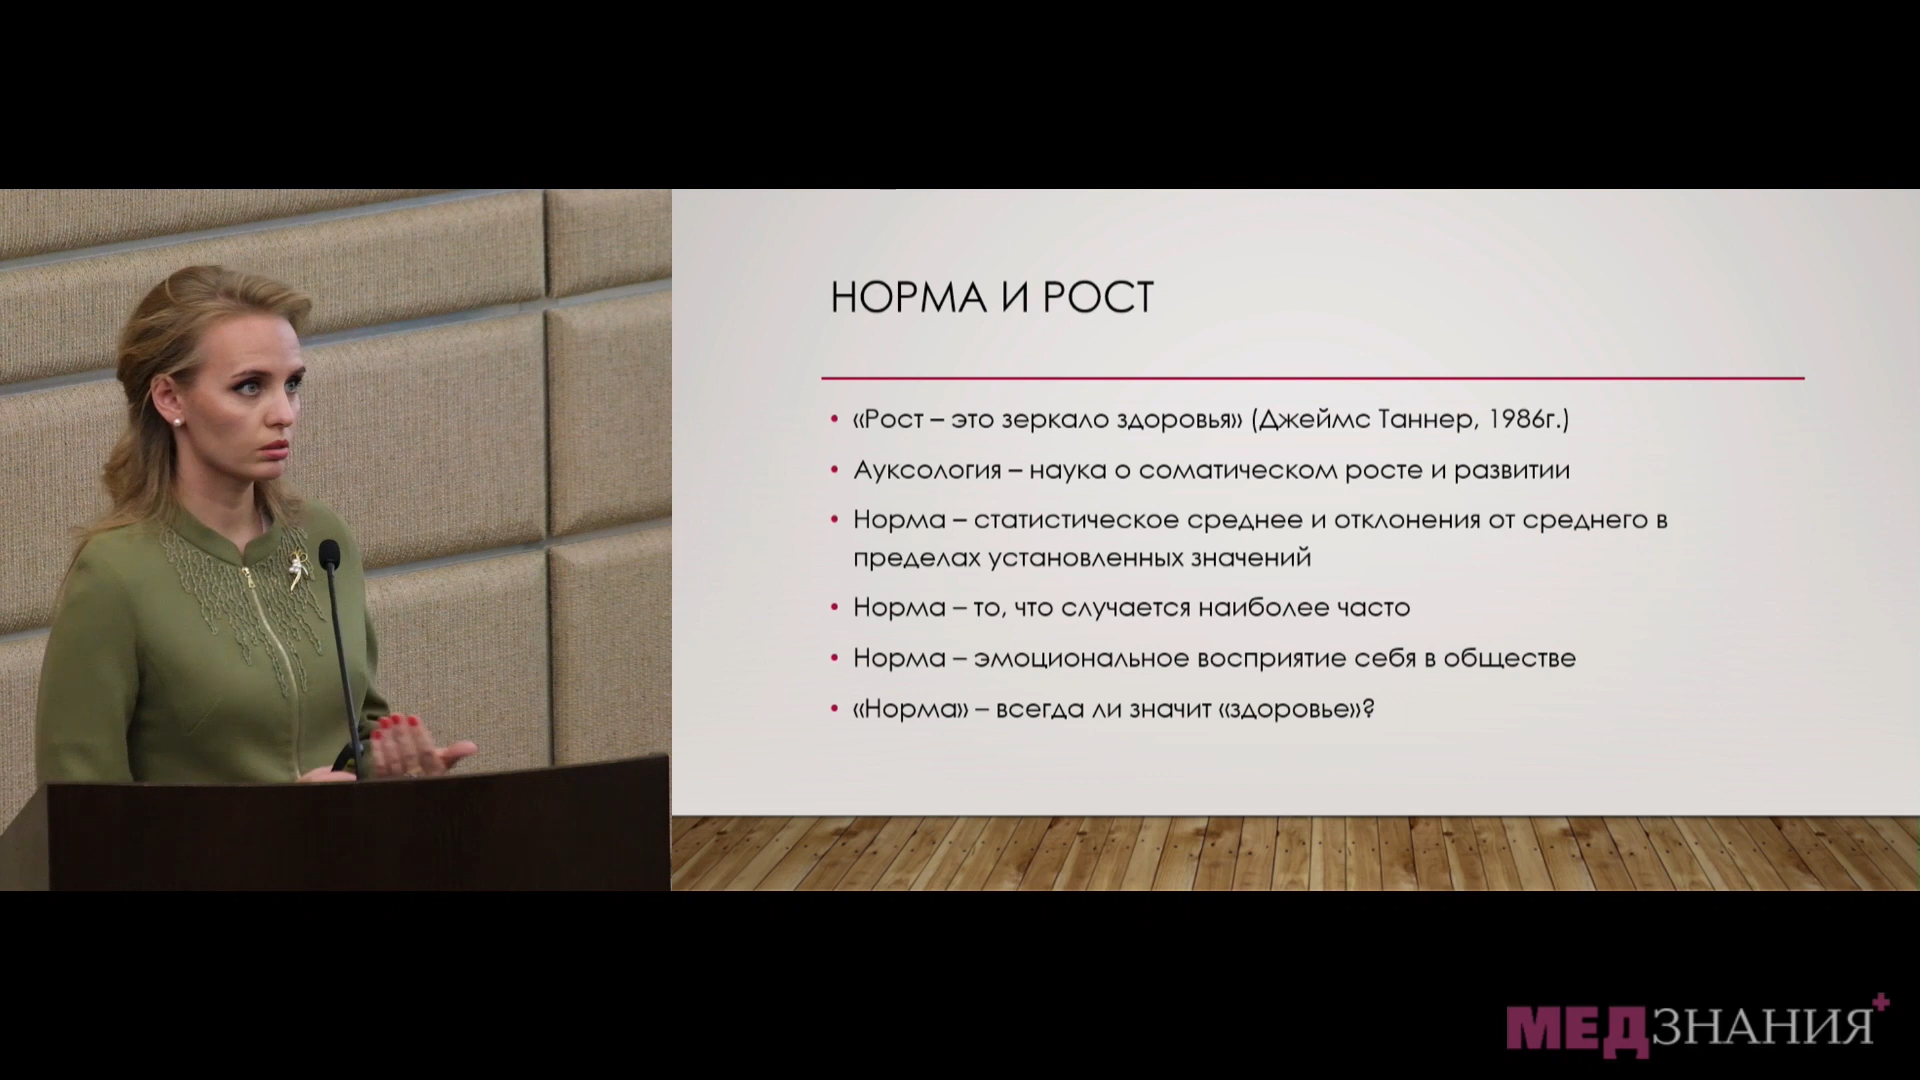 НОРМА И РОСТ
• «Рост – это зеркало здоровья» (Джеймс Таннер, 1986г.)
• Ауксология – наука о соматическом росте и развитии
• Норма – статистическое среднее и отклонения от среднего в
пределах установленных значений
• Норма – то, что случается наиболее часто
• Норма – эмоциональное восприятие себя в обществе
• «Норма» – всегда ли значит «здоровье»?
МЕДЗНАНИЯ+